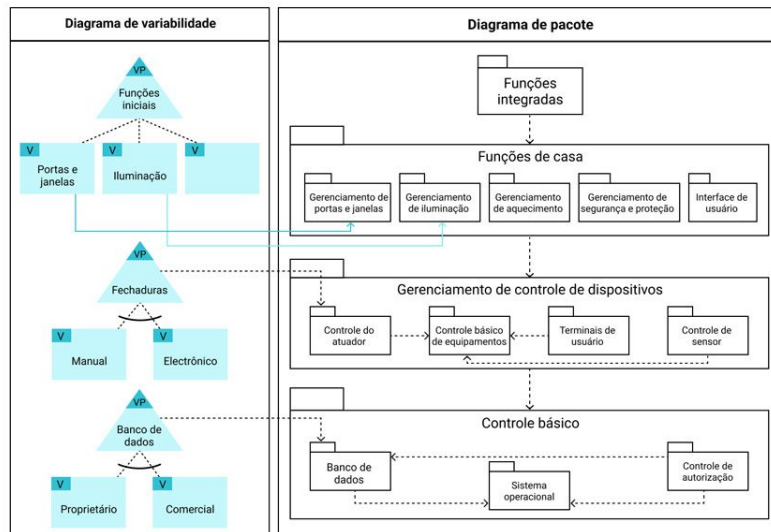 Diagrama de variabilidade
VP
Funções
iniciais
V
Portas e
janelas
V
Iluminação
V
VP
Fechaduras
V
Manual
V
Electrônico
VP
Banco de
dados
V
Proprietário
V
Comercial
Diagrama de pacote
Funções
integradas
Funções de casa
Gerenciamento de
portas e janelas
Gerenciamento
de iluminação
Gerenciamento
de aquecimento
Gerenciamento de
segurança e proteção
Interface de
usuário
Gerenciamento de controle de dispositivos
Controle do
atuador
Controle básico
de equipamentos
Terminais de
usuário
Controle de
sensor
Controle básico
Banco de
dados
Sistema
operacional
Controle de
autorização